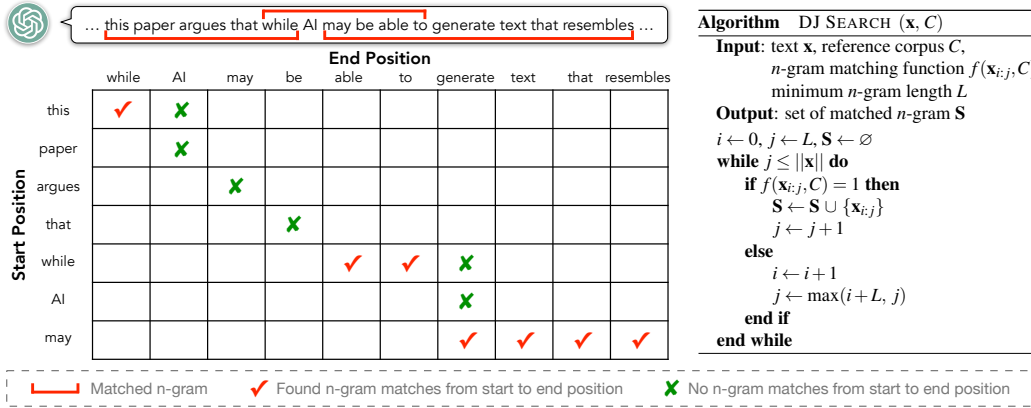 ... this paper argues that while AI may be able to generate text that resembles ...
End Position
while AI may be able to generate text that resembles
Start Position
this
paper
argues
that
while
AI
may
Matched n-gram
Found n-gram matches from start to end position
No n-gram matches from start to end position
Algorithm DJ SEARCH (x, C)
Input: text x, reference corpus C,
n-gram matching function f(x_{i:j}, C
minimum n-gram length L
Output: set of matched n-gram S
i ← 0, j ← L, S ← ∅
while j ≤ ||x|| do
if f(x_{i:j}, C) = 1 then
S ← S ∪ {x_{i:j}}
j ← j + 1
else
i ← i + 1
j ← max(i + L, j)
end if
end while